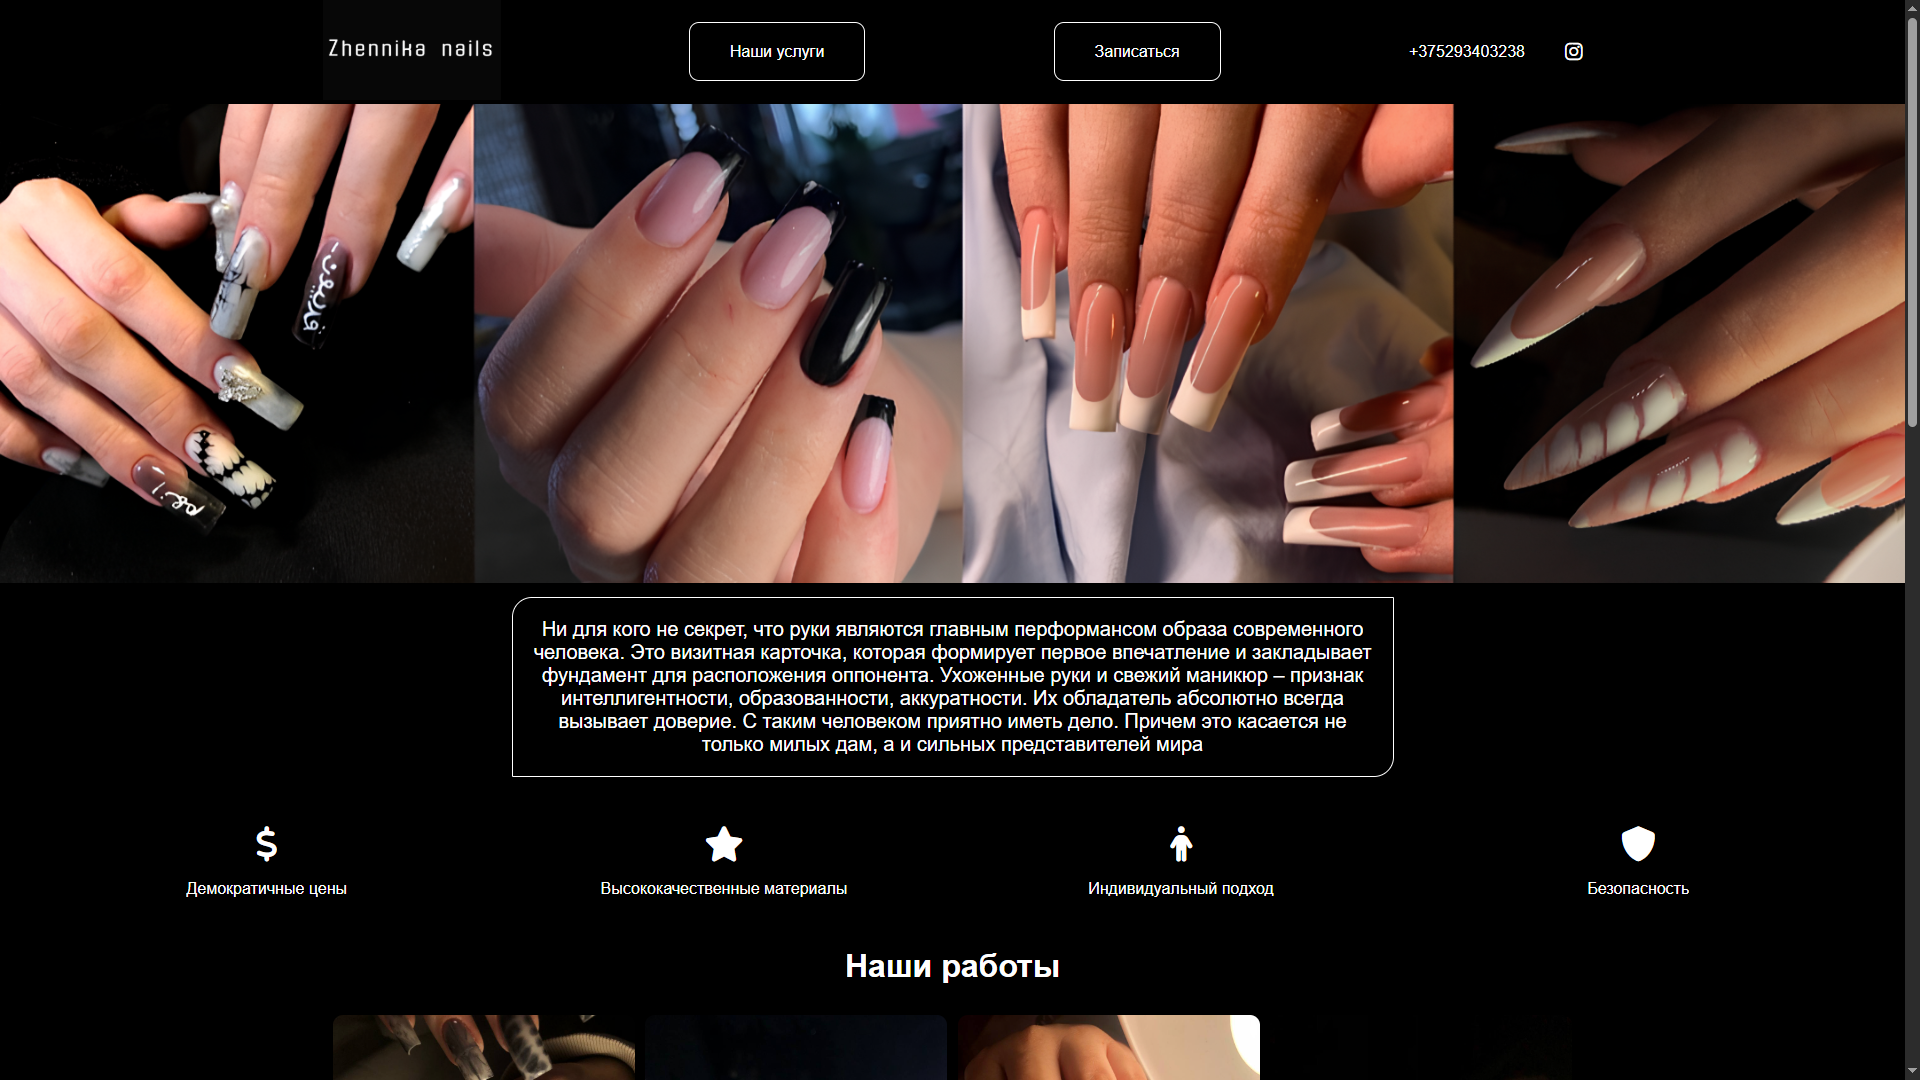 Zhennika nails
Наши услуги
Записаться
+375293403238
Ни для кого не секрет, что руки являются главным перформансом образа современного
человека. Это визитная карточка, которая формирует первое впечатление и закладывает
фундамент для расположения оппонента. Ухоженные руки и свежий маникюр – признак
интеллигентности, образованности, аккуратности. Их обладатель абсолютно всегда
вызывает доверие. С таким человеком приятно иметь дело. Причем это касается не
только милых дам, а и сильных представителей мира
Демократичные цены
Высококачественные материалы
Индивидуальный подход
Безопасность
Наши работы